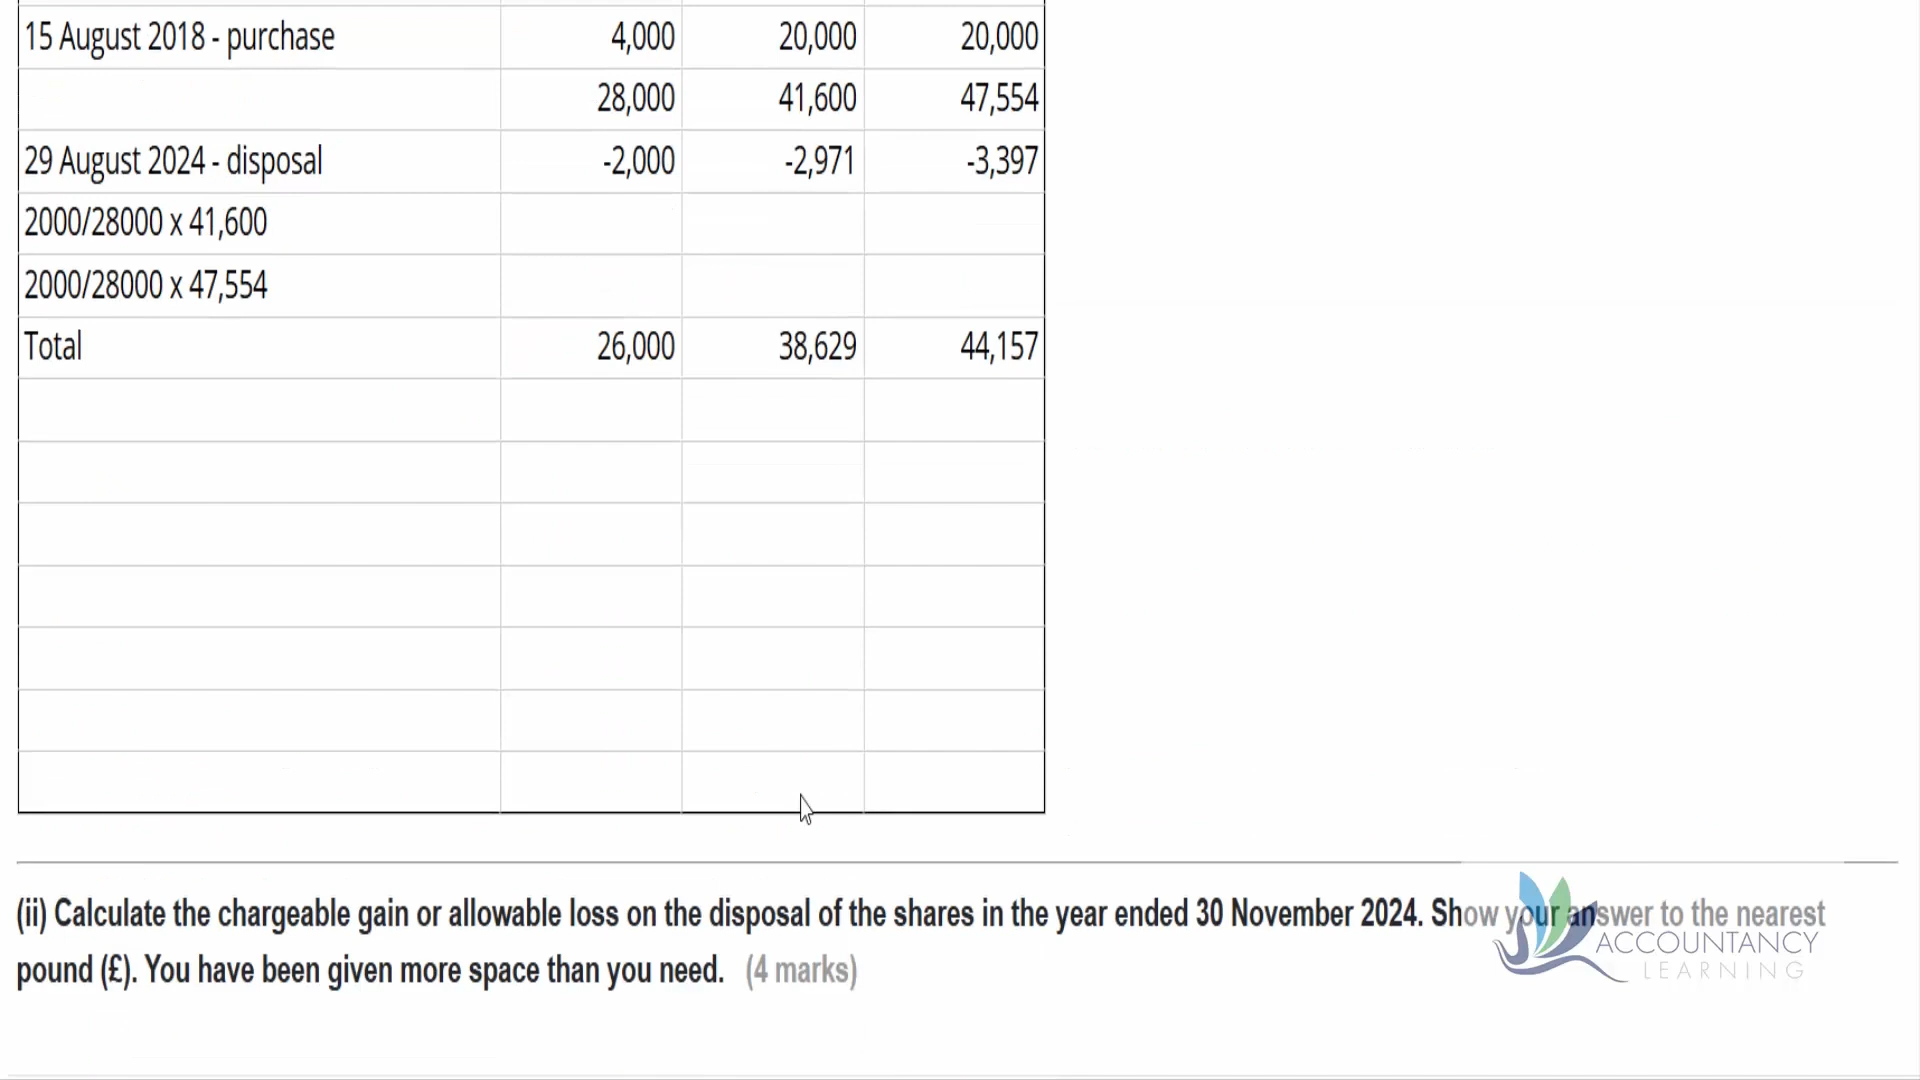 15 August 2018 - purchase 4,000 20,000 20,000
28,000 41,600 47,554
29 August 2024 - disposal -2,000 -2,971 -3,397
2000/28000 x 41,600
2000/28000 x 47,554
Total 26,000 38,629 44,157
(ii) Calculate the chargeable gain or allowable loss on the disposal of the shares in the year ended 30 November 2024. Show your answer to the nearest
pound (£). You have been given more space than you need. (4 marks)
ACCOUNTANCY
LEARNING